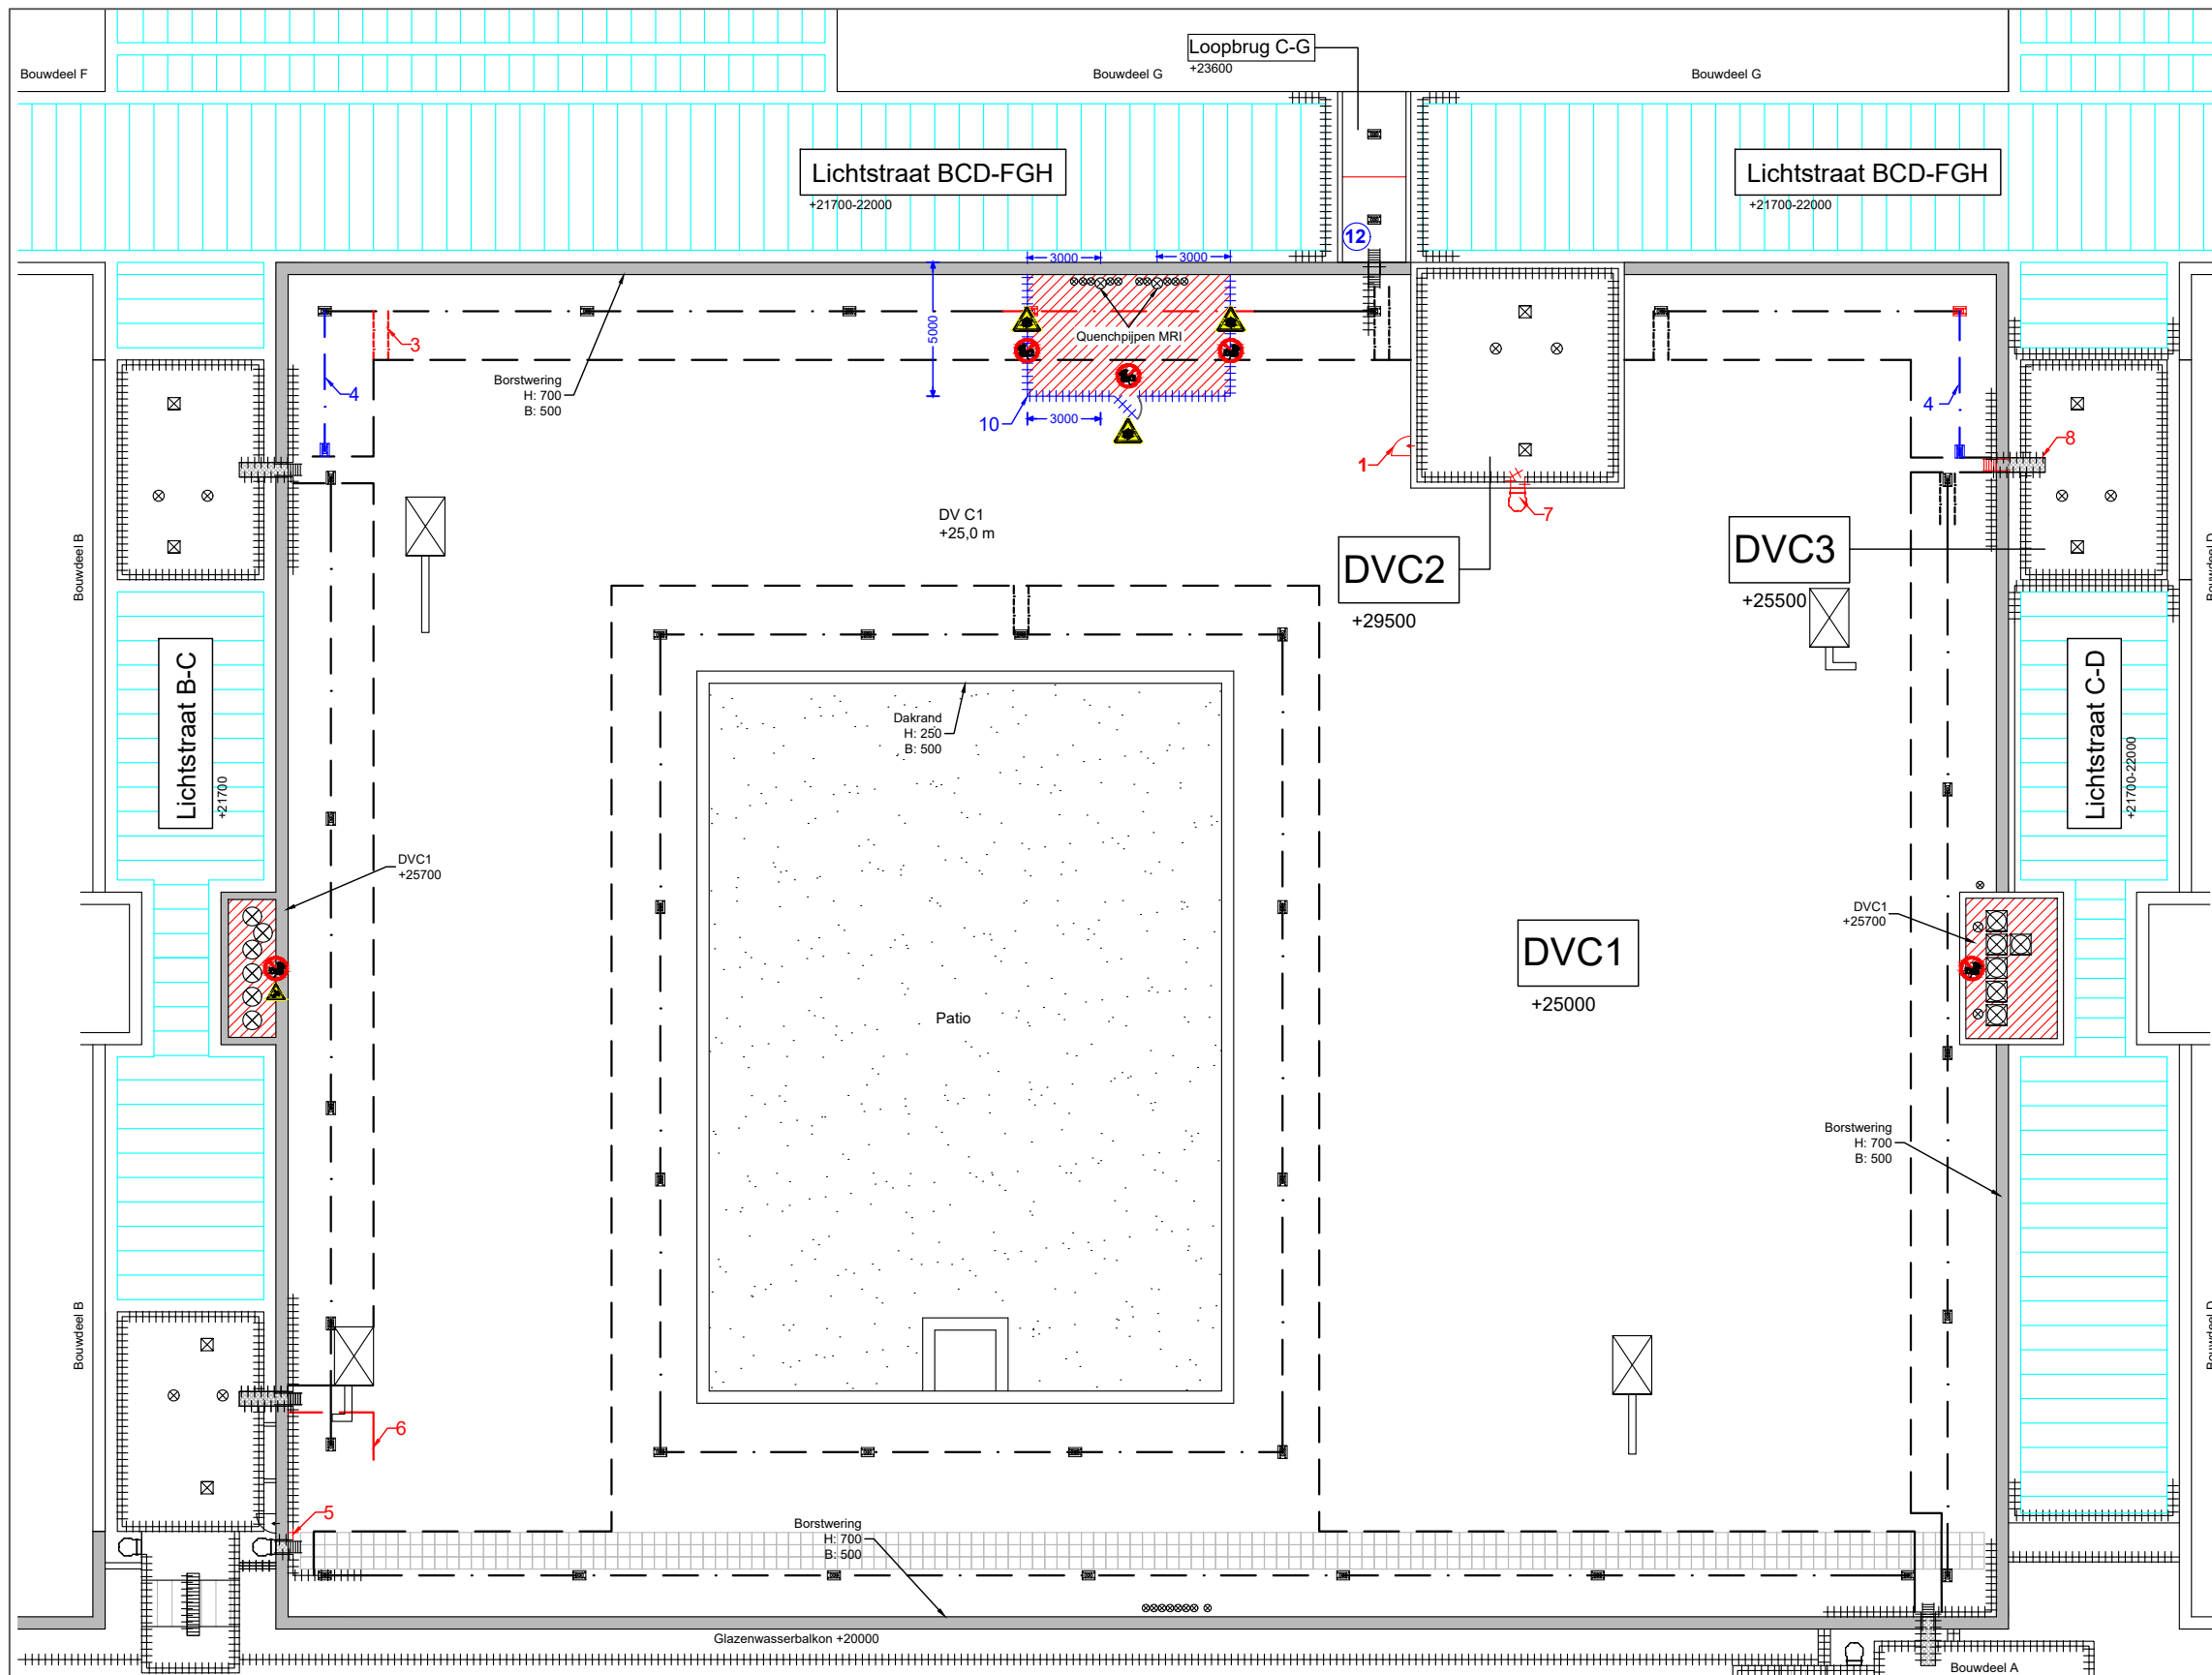 Loopbrug C-G
+23600
Bouwdeel F
Bouwdeel G
Bouwdeel G
Lichtstraat BCD-FGH
+21700-22000
Lichtstraat BCD-FGH
+21700-22000
12
3000
3000
5000
Quenchpijpen MRI
3
4
Borstwering
H: 700
B: 500
3000
10
1
4
8
7
DV C1
+25,0 m
DVC2
+29500
DVC3
+25500
Bouwdeel B
Bouwdeel D
Lichtstraat B-C
+21700
Lichtstraat C-D
+21700-22000
Dakrand
H: 250
B: 500
DVC1
+25700
DVC1
+25700
DVC1
+25000
Patio
Borstwering
H: 700
B: 500
Bouwdeel B
Bouwdeel D
6
5
Borstwering
H: 700
B: 500
Glazenwasserbalkon +20000
Bouwdeel A